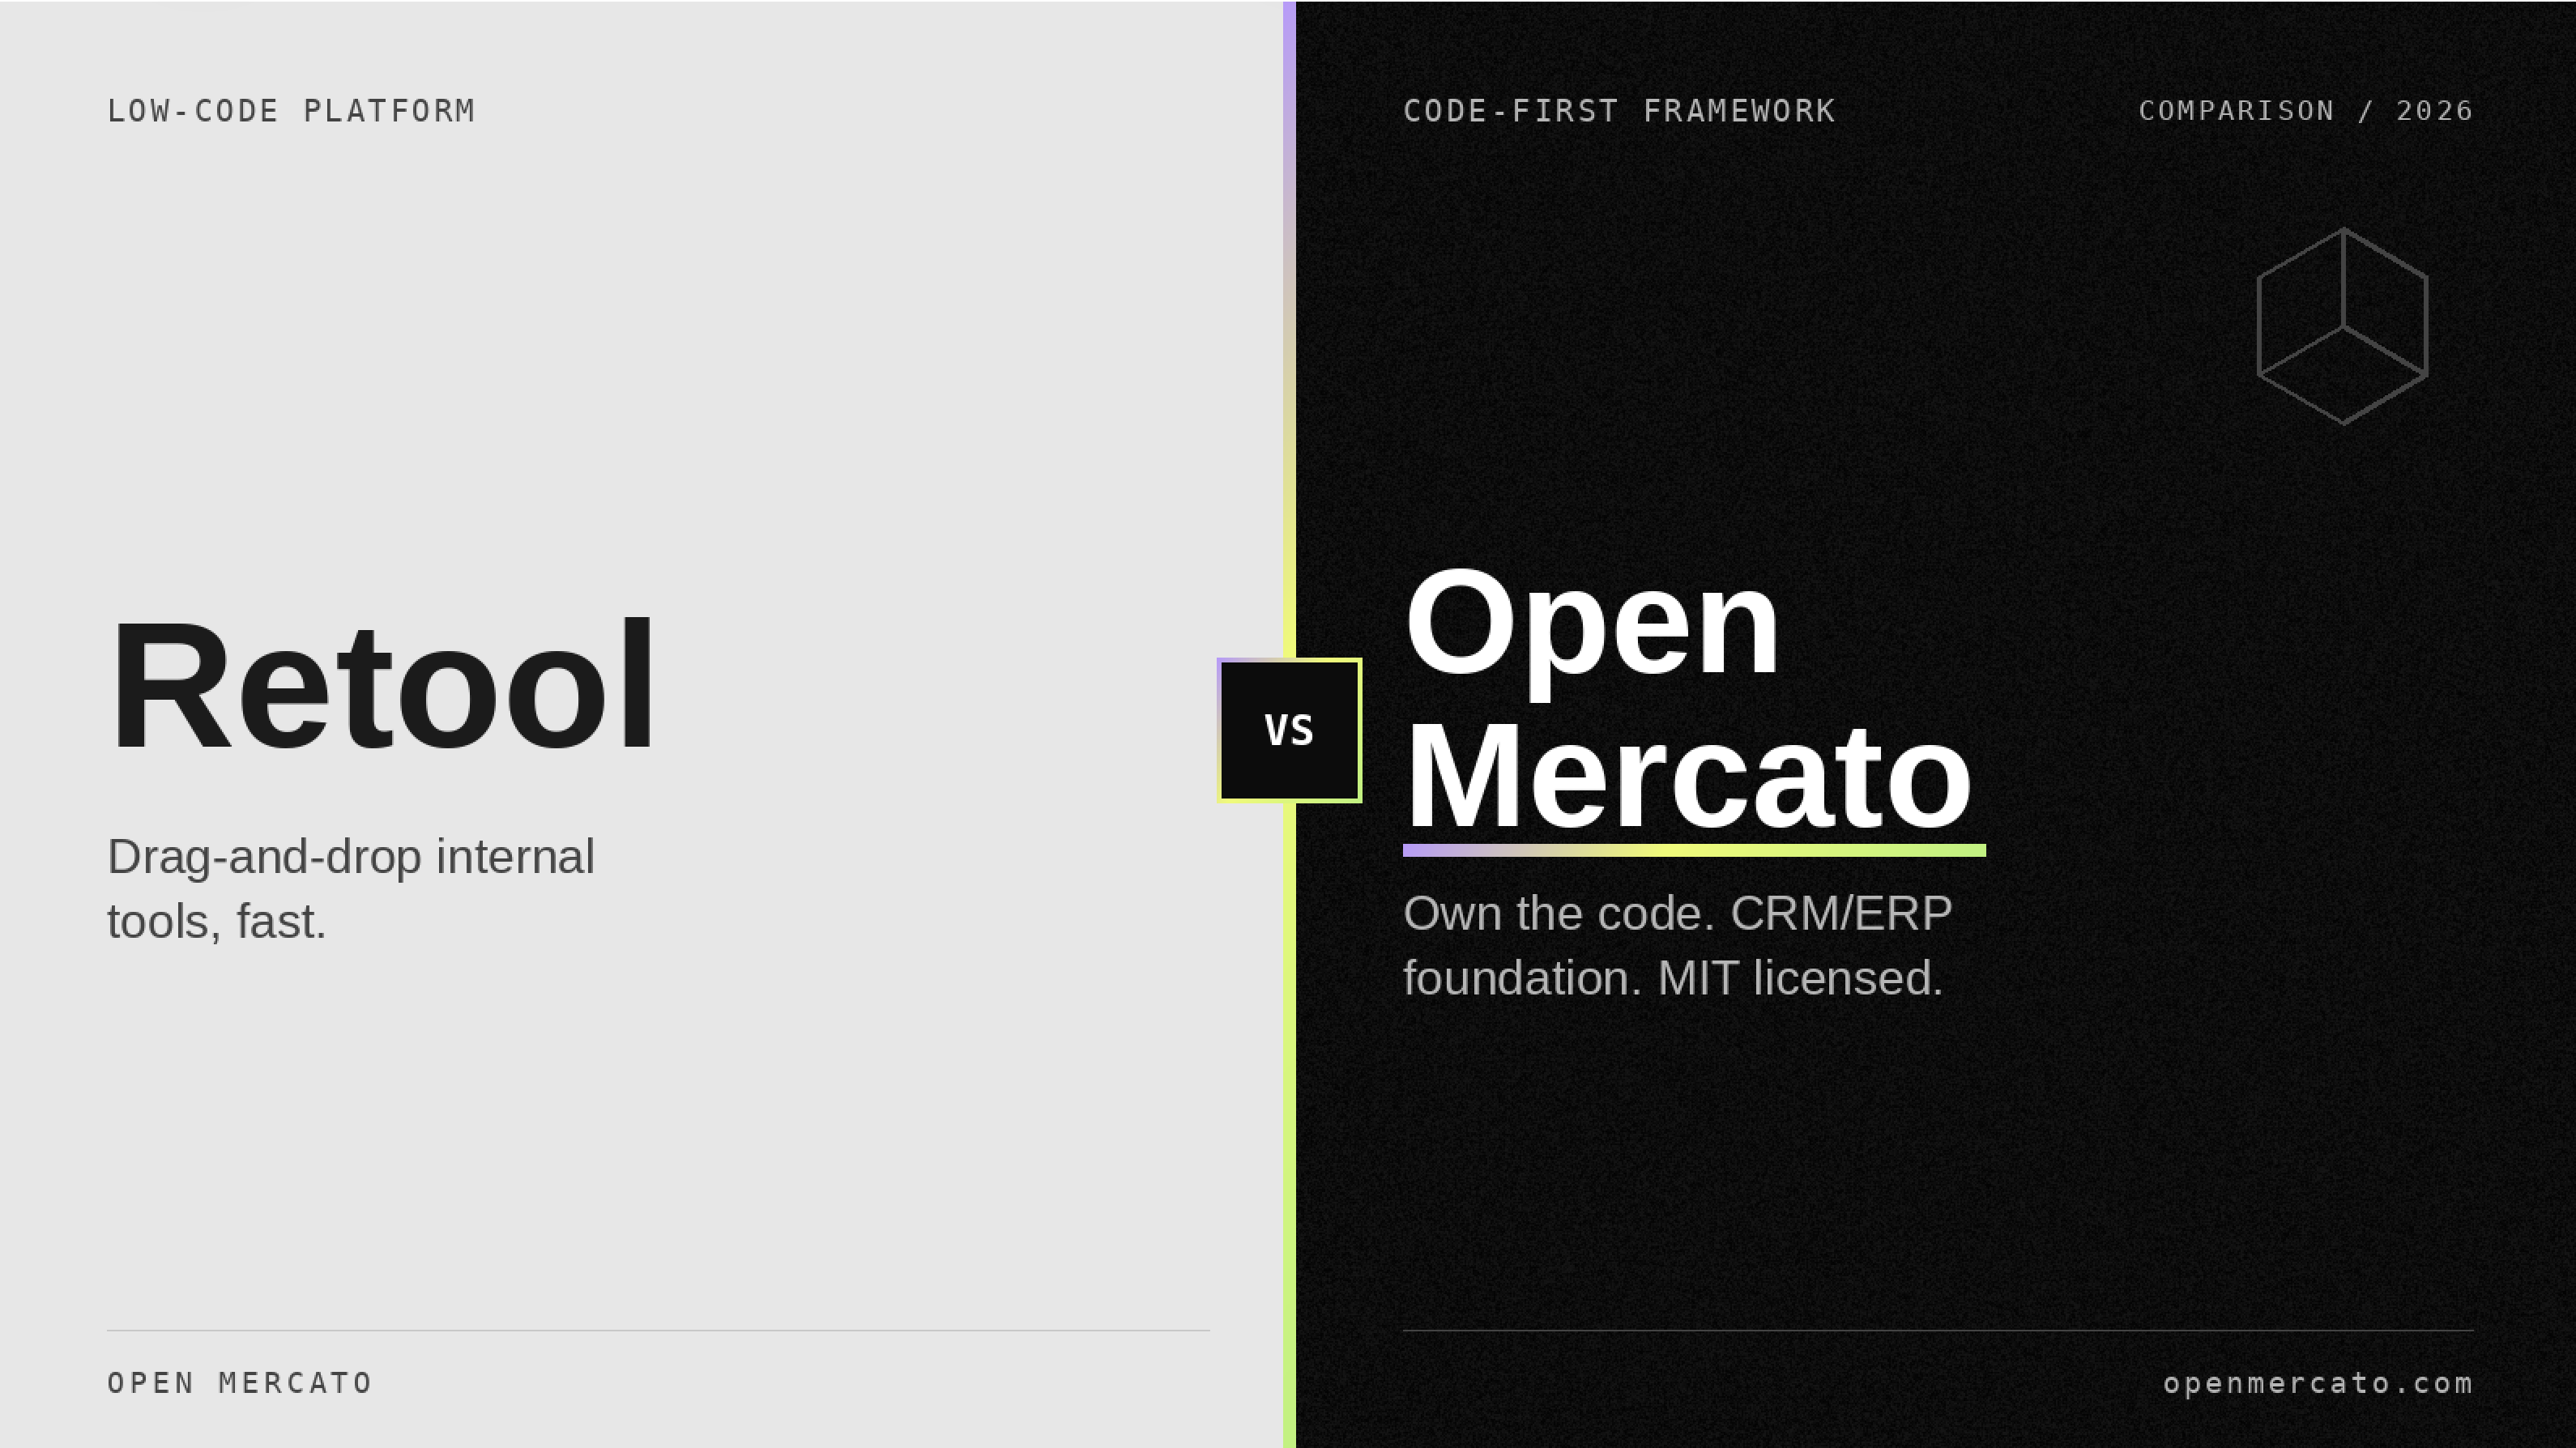 LOW-CODE PLATFORM
Retool
Drag-and-drop internal
tools, fast.
OPEN MERCATO
VS
CODE-FIRST FRAMEWORK
COMPARISON / 2026
Open
Mercato
Own the code. CRM/ERP
foundation. MIT licensed.
openmercato.com